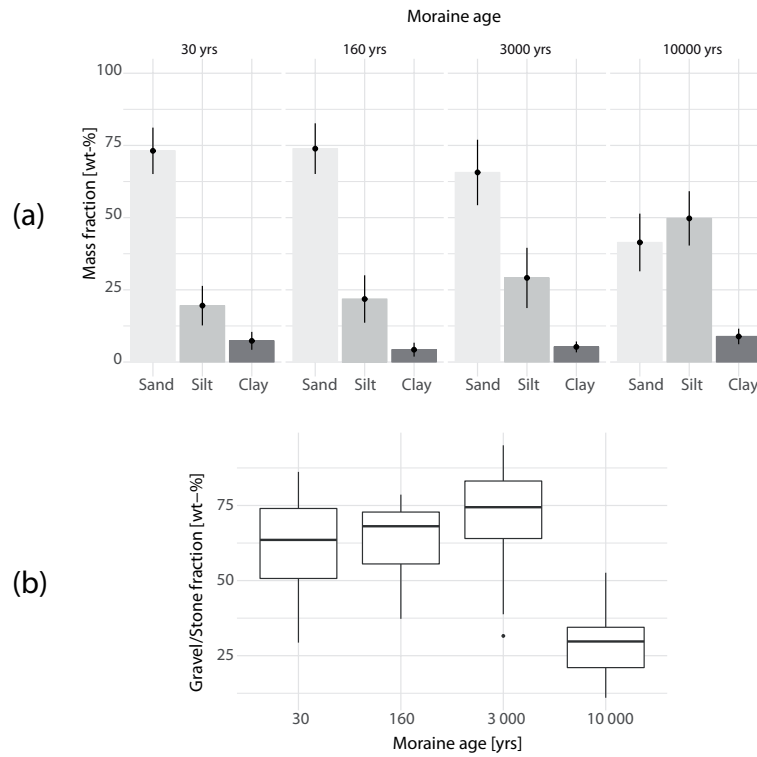 Moraine age
30 yrs 160 yrs 3000 yrs 10000 yrs
100
75
50
25
0
Mass fraction [wt-%]
(a)
Sand Silt Clay Sand Silt Clay Sand Silt Clay Sand Silt Clay
75
50
25
Gravel/Stone fraction [wt−%]
(b)
30 160 3 000 10 000
Moraine age [yrs]